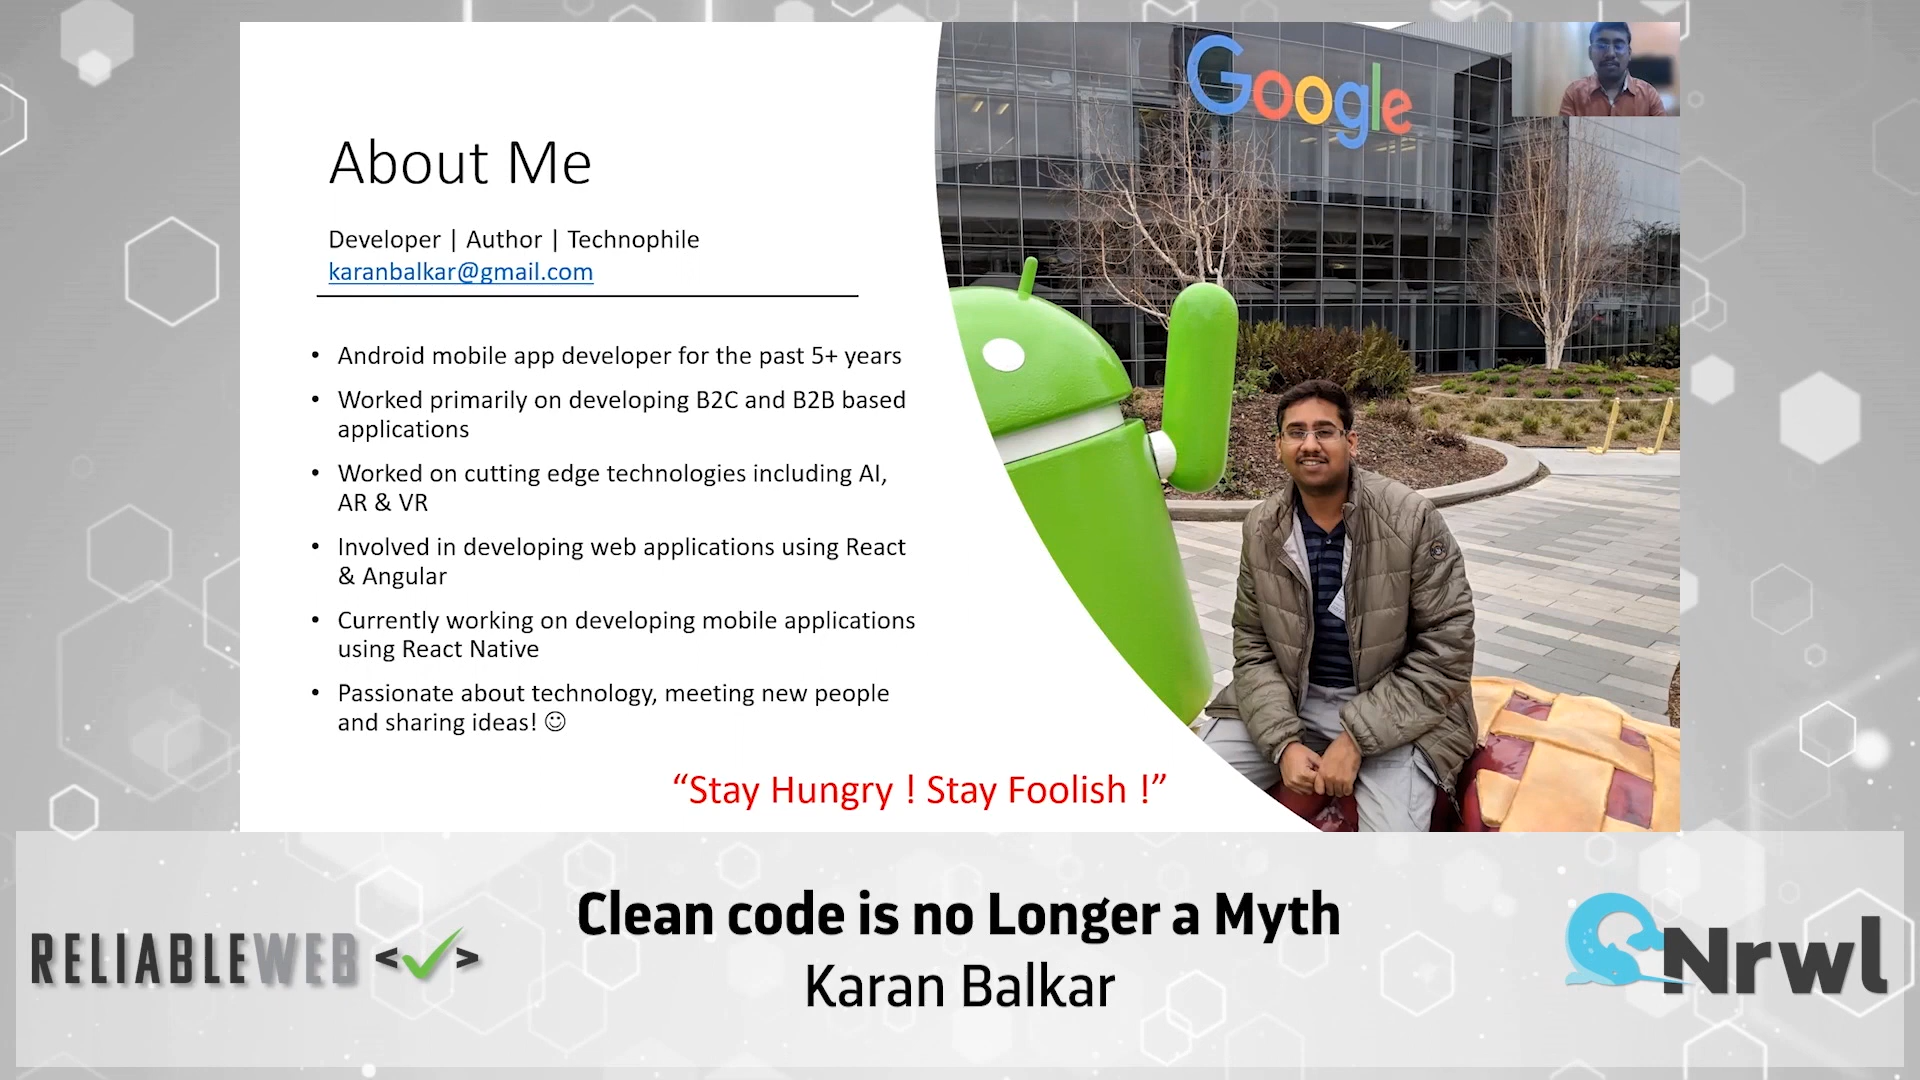 Google
About Me
Developer | Author | Technophile
karanbalkar@gmail.com
• Android mobile app developer for the past 5+ years
• Worked primarily on developing B2C and B2B based
applications
• Worked on cutting edge technologies including AI,
AR & VR
• Involved in developing web applications using React
& Angular
• Currently working on developing mobile applications
using React Native
• Passionate about technology, meeting new people
and sharing ideas! ☺
“Stay Hungry ! Stay Foolish !”
Clean code is no Longer a Myth
Karan Balkar
RELIABLEWEB <✓>
Nrwl